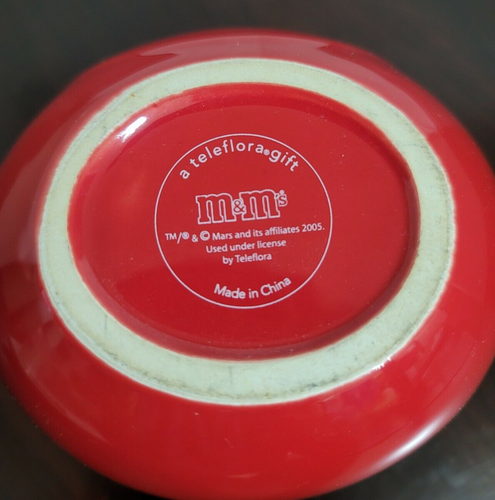 a teleflora® gift
m&m's®
TM/® & © Mars and its affiliates 2005.
Used under license
by Teleflora
Made in China